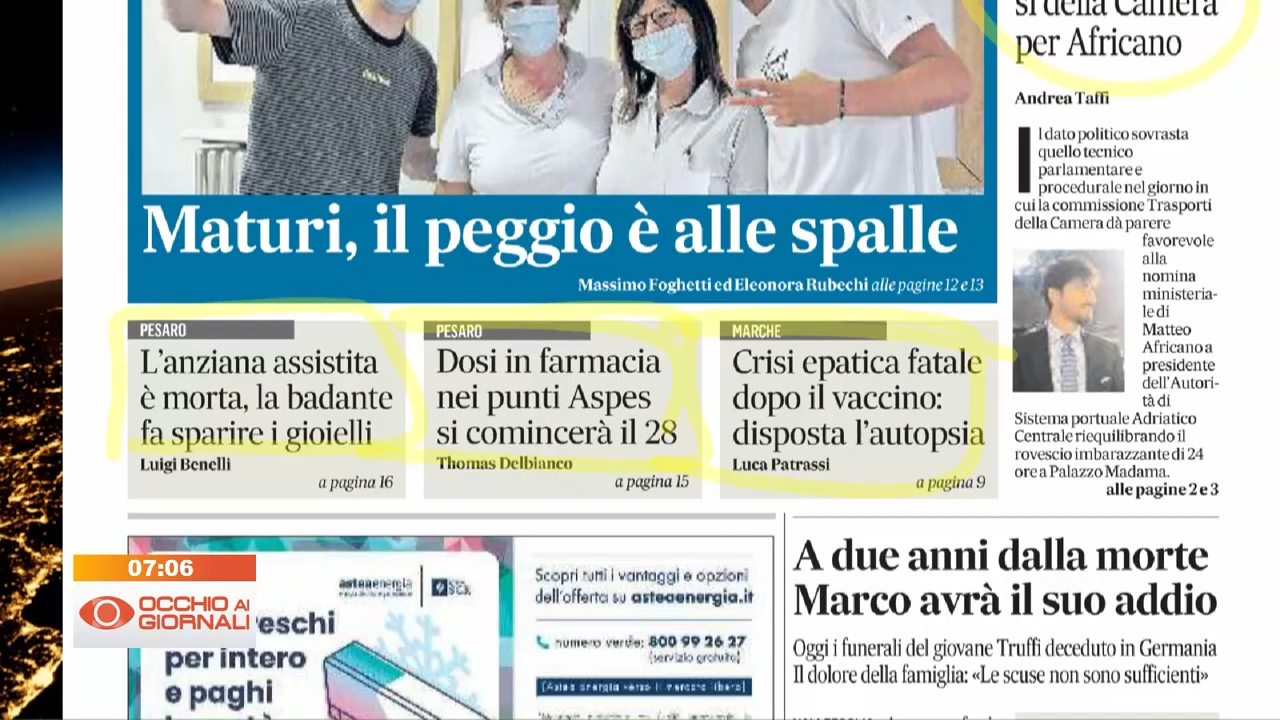 si della Camera
per Africano
Andrea Taffi
Il dato politico sovrasta
quello tecnico
parlamentare e
procedurale nel giorno in
cui la commissione Trasporti
della Camera dà parere
favorevole
alla
nomina
ministeria-
le di
Matteo
Africano a
presidente
dell'Autori-
tà di
Sistema portuale Adriatico
Centrale riequilibrando il
rovescio imbarazzante di 24
ore a Palazzo Madama.
alle pagine 2 e 3
Maturi, il peggio è alle spalle
Massimo Foghetti ed Eleonora Rubechi alle pagine 12 e 13
PESARO
L'anziana assistita
è morta, la badante
fa sparire i gioielli
Luigi Benelli
a pagina 16
PESARO
Dosi in farmacia
nei punti Aspes
si comincerà il 28
Thomas Delbianco
a pagina 15
MARCHE
Crisi epatica fatale
dopo il vaccino:
disposta l'autopsia
Luca Patrassi
a pagina 9
A due anni dalla morte
Marco avrà il suo addio
Oggi i funerali del giovane Truffi deceduto in Germania
Il dolore della famiglia: «Le scuse non sono sufficienti»
asteaenergia
SGR
per intero
e paghi
Scopri tutti i vantaggi e opzioni
dell'offerta su asteaenergia.it
numero verde: 800 99 26 27
(servizio gratuito)
[Astea energia verso il mercato libero]
07:06
OCCHIO AI
GIORNALI